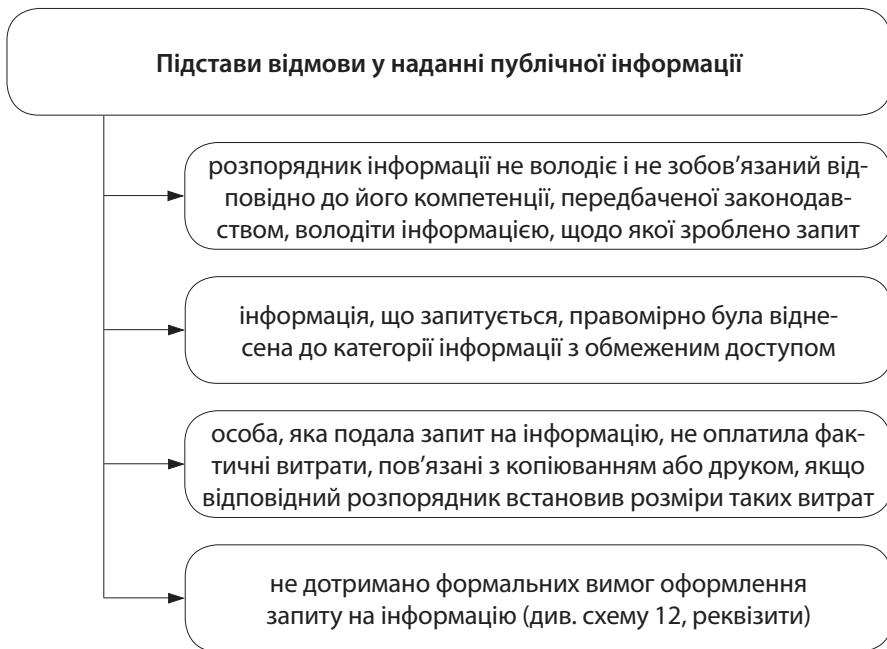 Підстави відмови у наданні публічної інформації
розпорядник інформації не володіє і не зобов’язаний від-
повідно до його компетенції, передбаченої законодав-
ством, володіти інформацією, щодо якої зроблено запит
інформація, що запитується, правомірно була відне-
сена до категорії інформації з обмеженим доступом
особа, яка подала запит на інформацію, не оплатила фак-
тичні витрати, пов’язані з копіюванням або друком, якщо
відповідний розпорядник встановив розміри таких витрат
не дотримано формальних вимог оформлення
запиту на інформацію (див. схему 12, реквізити)